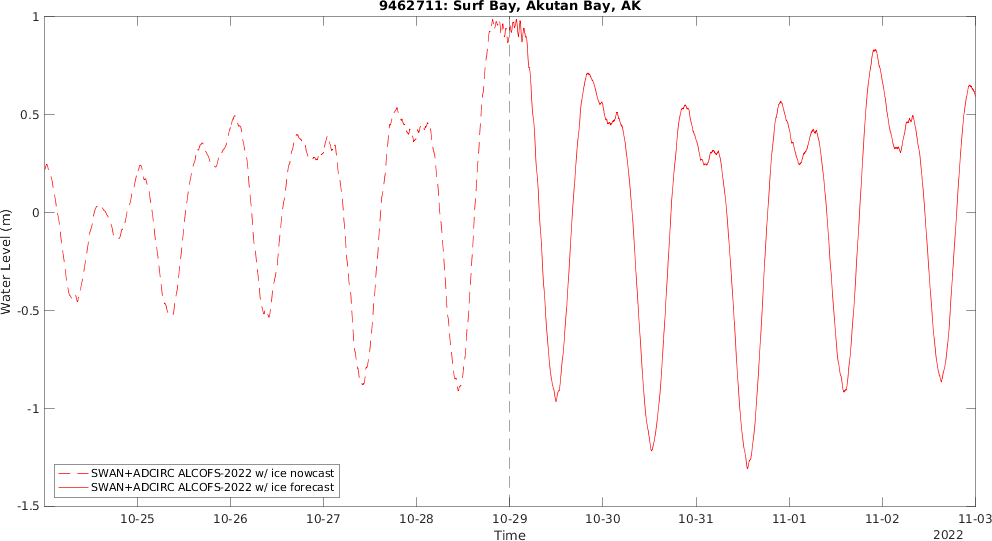 9462711: Surf Bay, Akutan Bay, AK
Water Level (m)
1
0.5
0
-0.5
-1
-1.5
SWAN+ADCIRC ALCOFS-2022 w/ ice nowcast
SWAN+ADCIRC ALCOFS-2022 w/ ice forecast
10-25 10-26 10-27 10-28 10-29 10-30 10-31 11-01 11-02 11-03
Time
2022